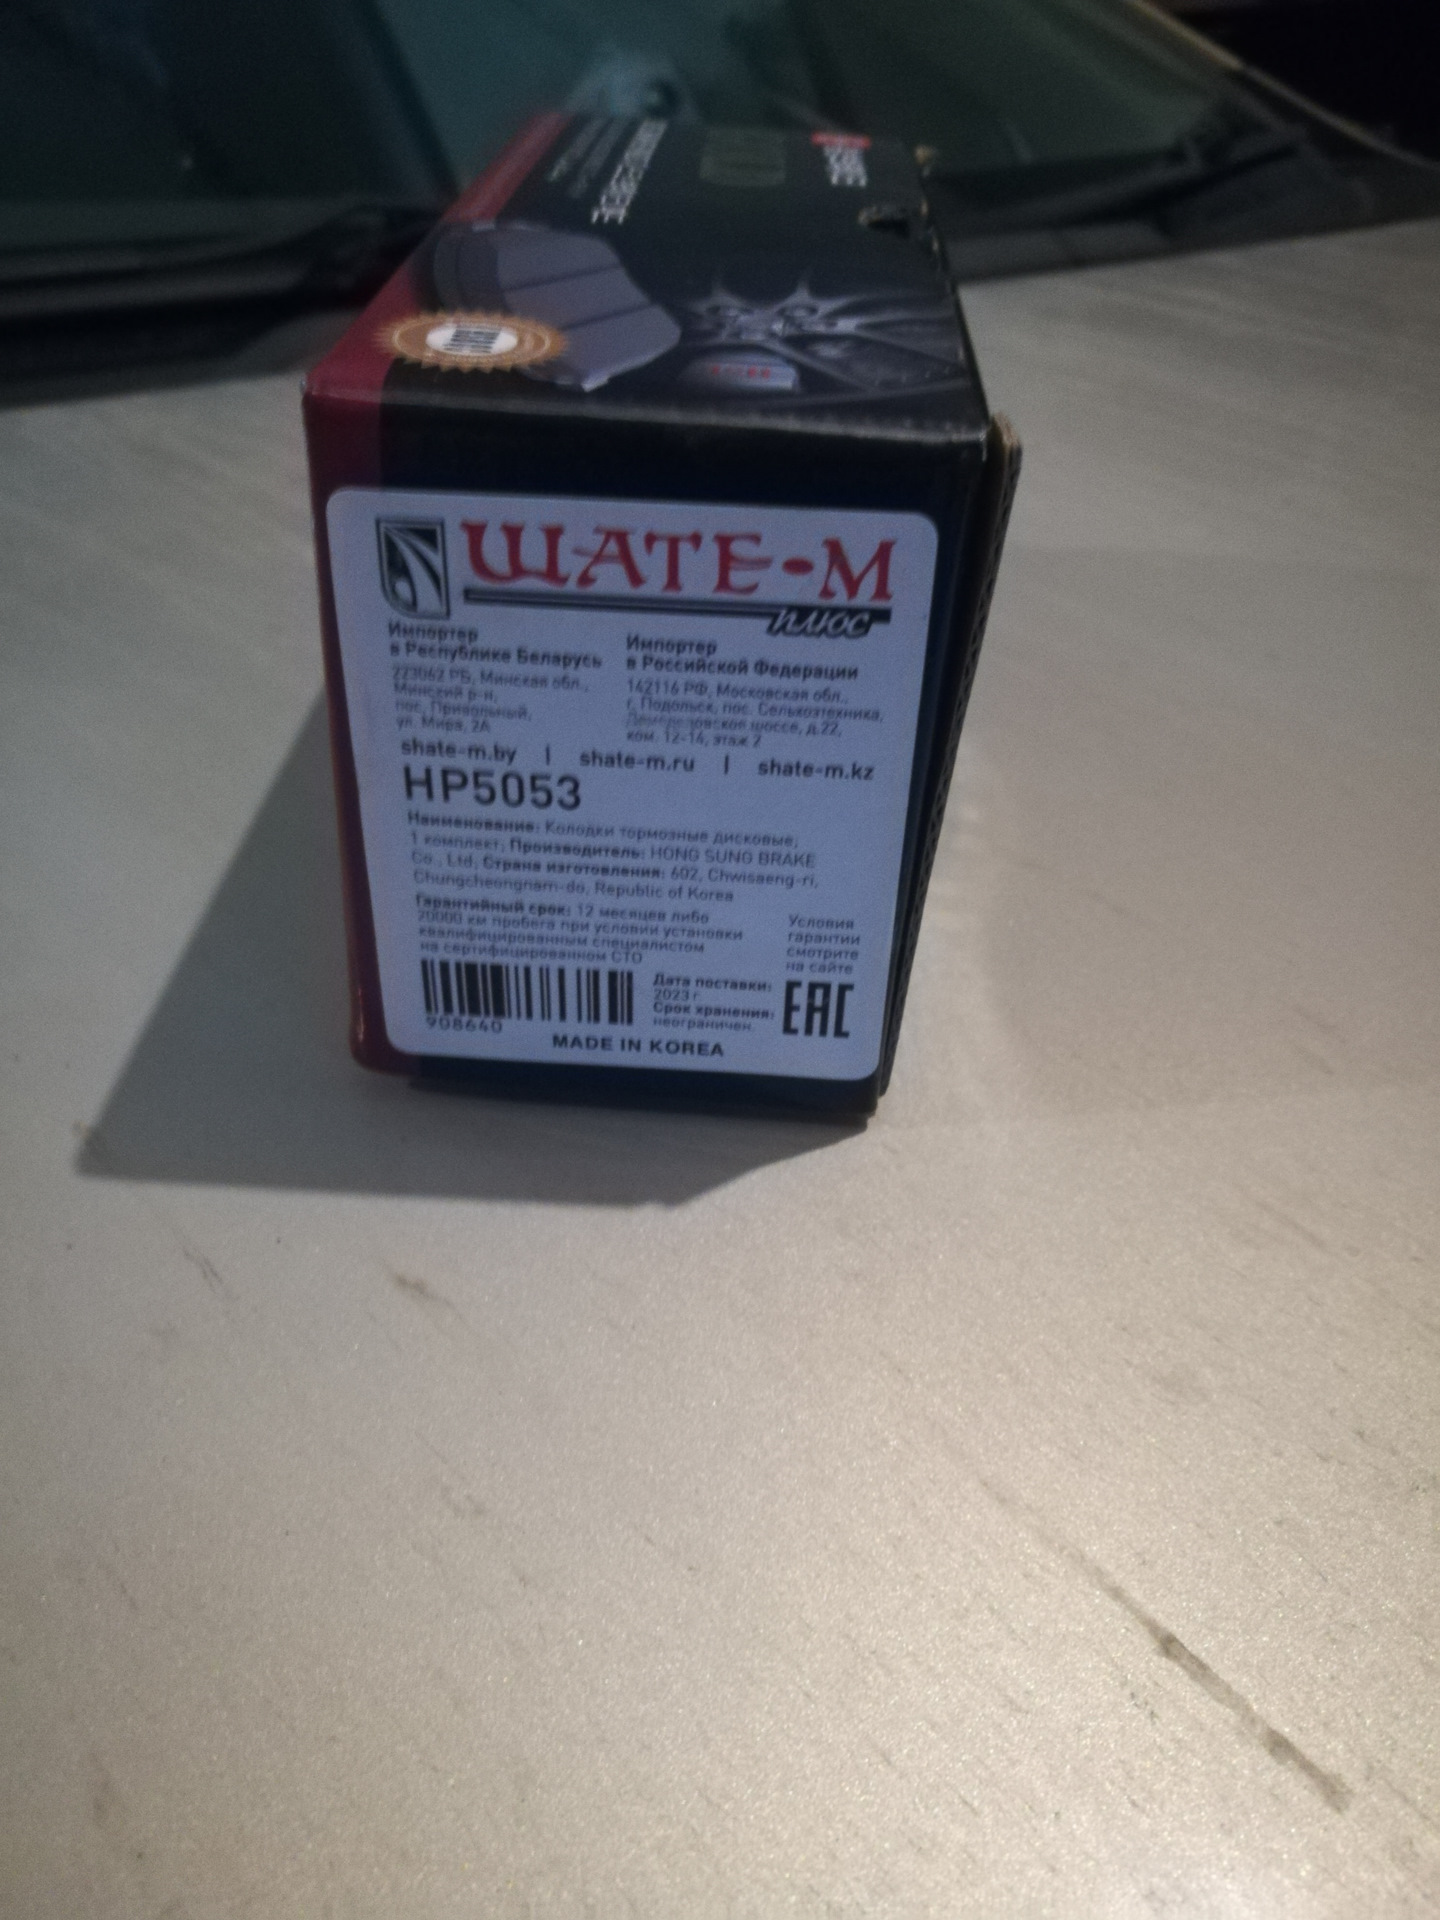 HSB
ШАТЕ-М
плюс
Импортер
в Республике Беларусь
223062 РБ, Минская обл.,
Минский р-н,
пос. Привольный,
ул. Мира, 2А
Импортер
в Российской Федерации
142116 РФ, Московская обл.,
г. Подольск, пос. Сельхозтехника,
шоссе, д.22,
ком. 12-14, этаж 2
shate-m.by | shate-m.ru | shate-m.kz
HP5053
Наименование: Колодки тормозные дисковые,
1 комплект, Производитель: HONG SUNG BRAKE
Co., Ltd, Страна изготовления: 602, Chwisaeng-ri,
Chungcheongnam-do, Republic of Korea
Гарантийный срок: 12 месяцев либо
20000 км пробега при условии установки
квалифицированным специалистом
на сертифицированном СТО
Условия
гарантии
смотрите
на сайте
908640
Дата поставки:
2023 г
Срок хранения:
неограничен.
EAC
MADE IN KOREA